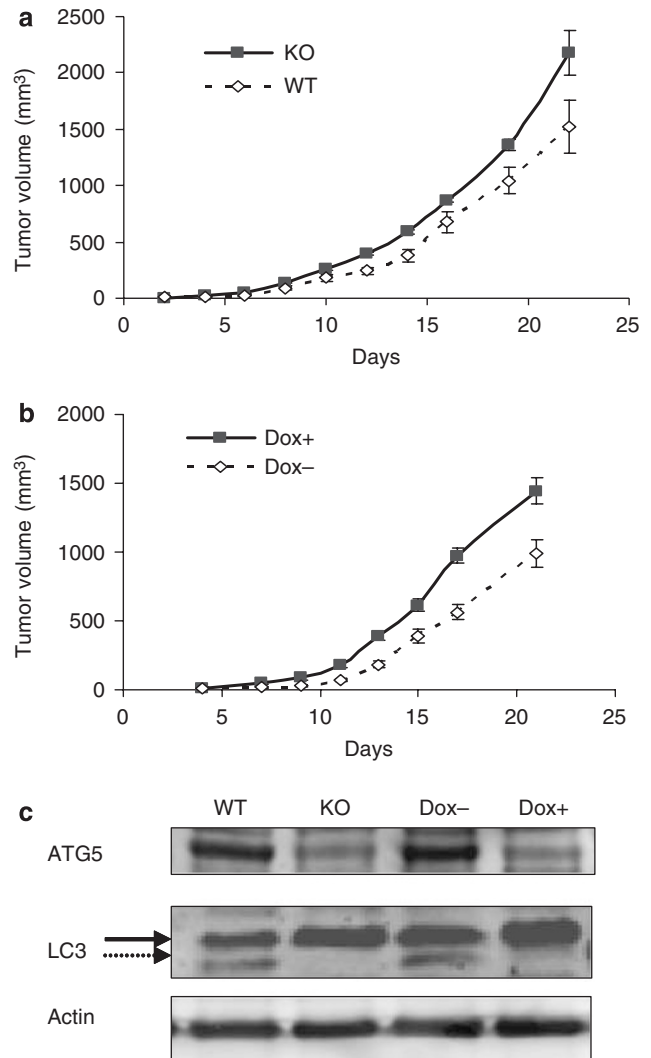 a
2500
2000
1500
1000
500
0
Tumor volume (mm³)
KO
WT
0 5 10 15 20 25
Days
b
2000
1500
1000
500
0
Tumor volume (mm³)
Dox+
Dox–
0 5 10 15 20 25
Days
c
WT KO Dox– Dox+
ATG5
LC3
Actin